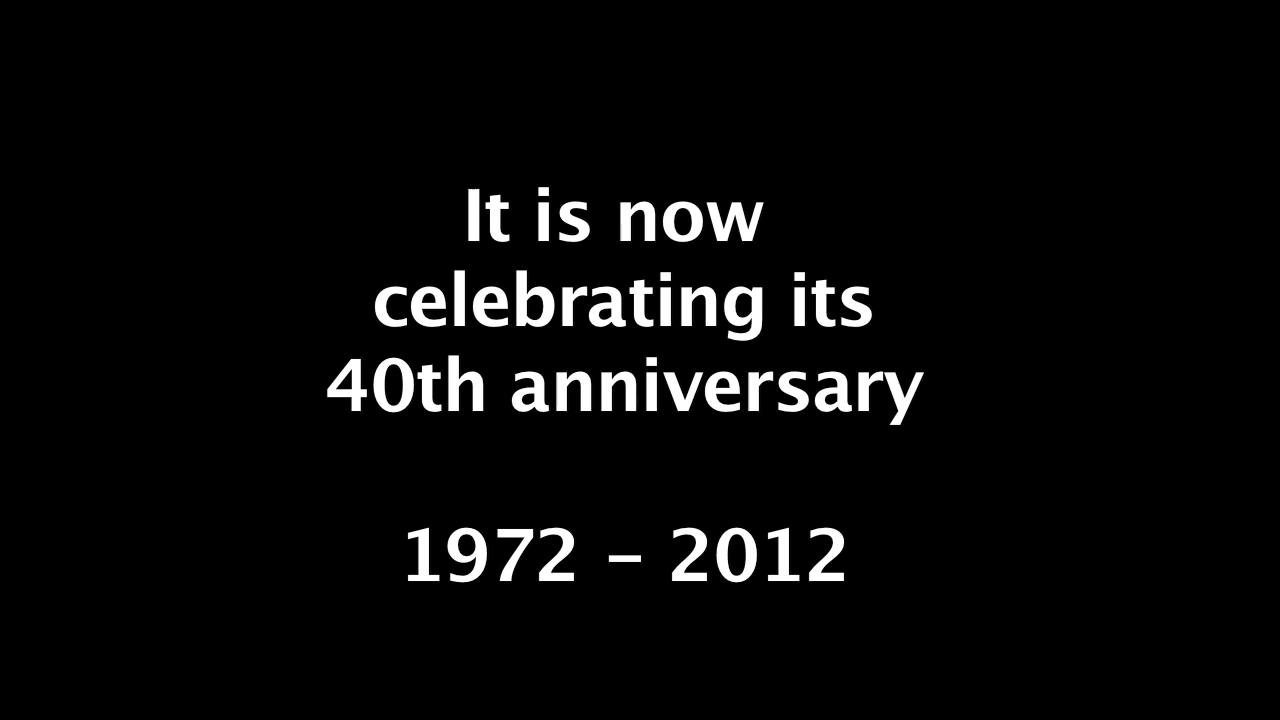 It is now
celebrating its
40th anniversary
1972 – 2012